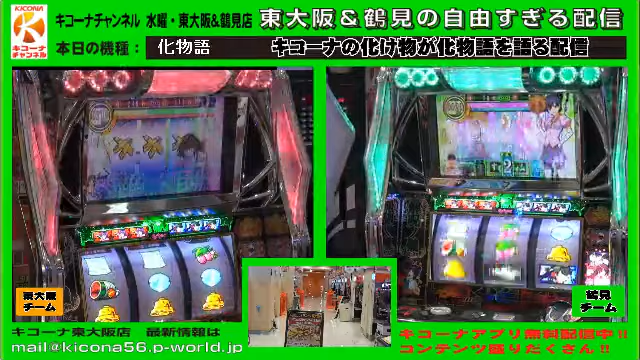 KICONA
キコーナ
チャンネル
キコーナチャンネル 水曜・東大阪&鶴見店 東大阪&鶴見の自由すぎる配信
本日の機種: 化物語 キコーナの化け物が化物語を語る配信
東大阪
チーム
鶴見
チーム
キコーナ東大阪店 最新情報は
mail@kicona56.p-world.jp
キコーナアプリ無料配信中!!
コンテンツ盛りだくさん!!